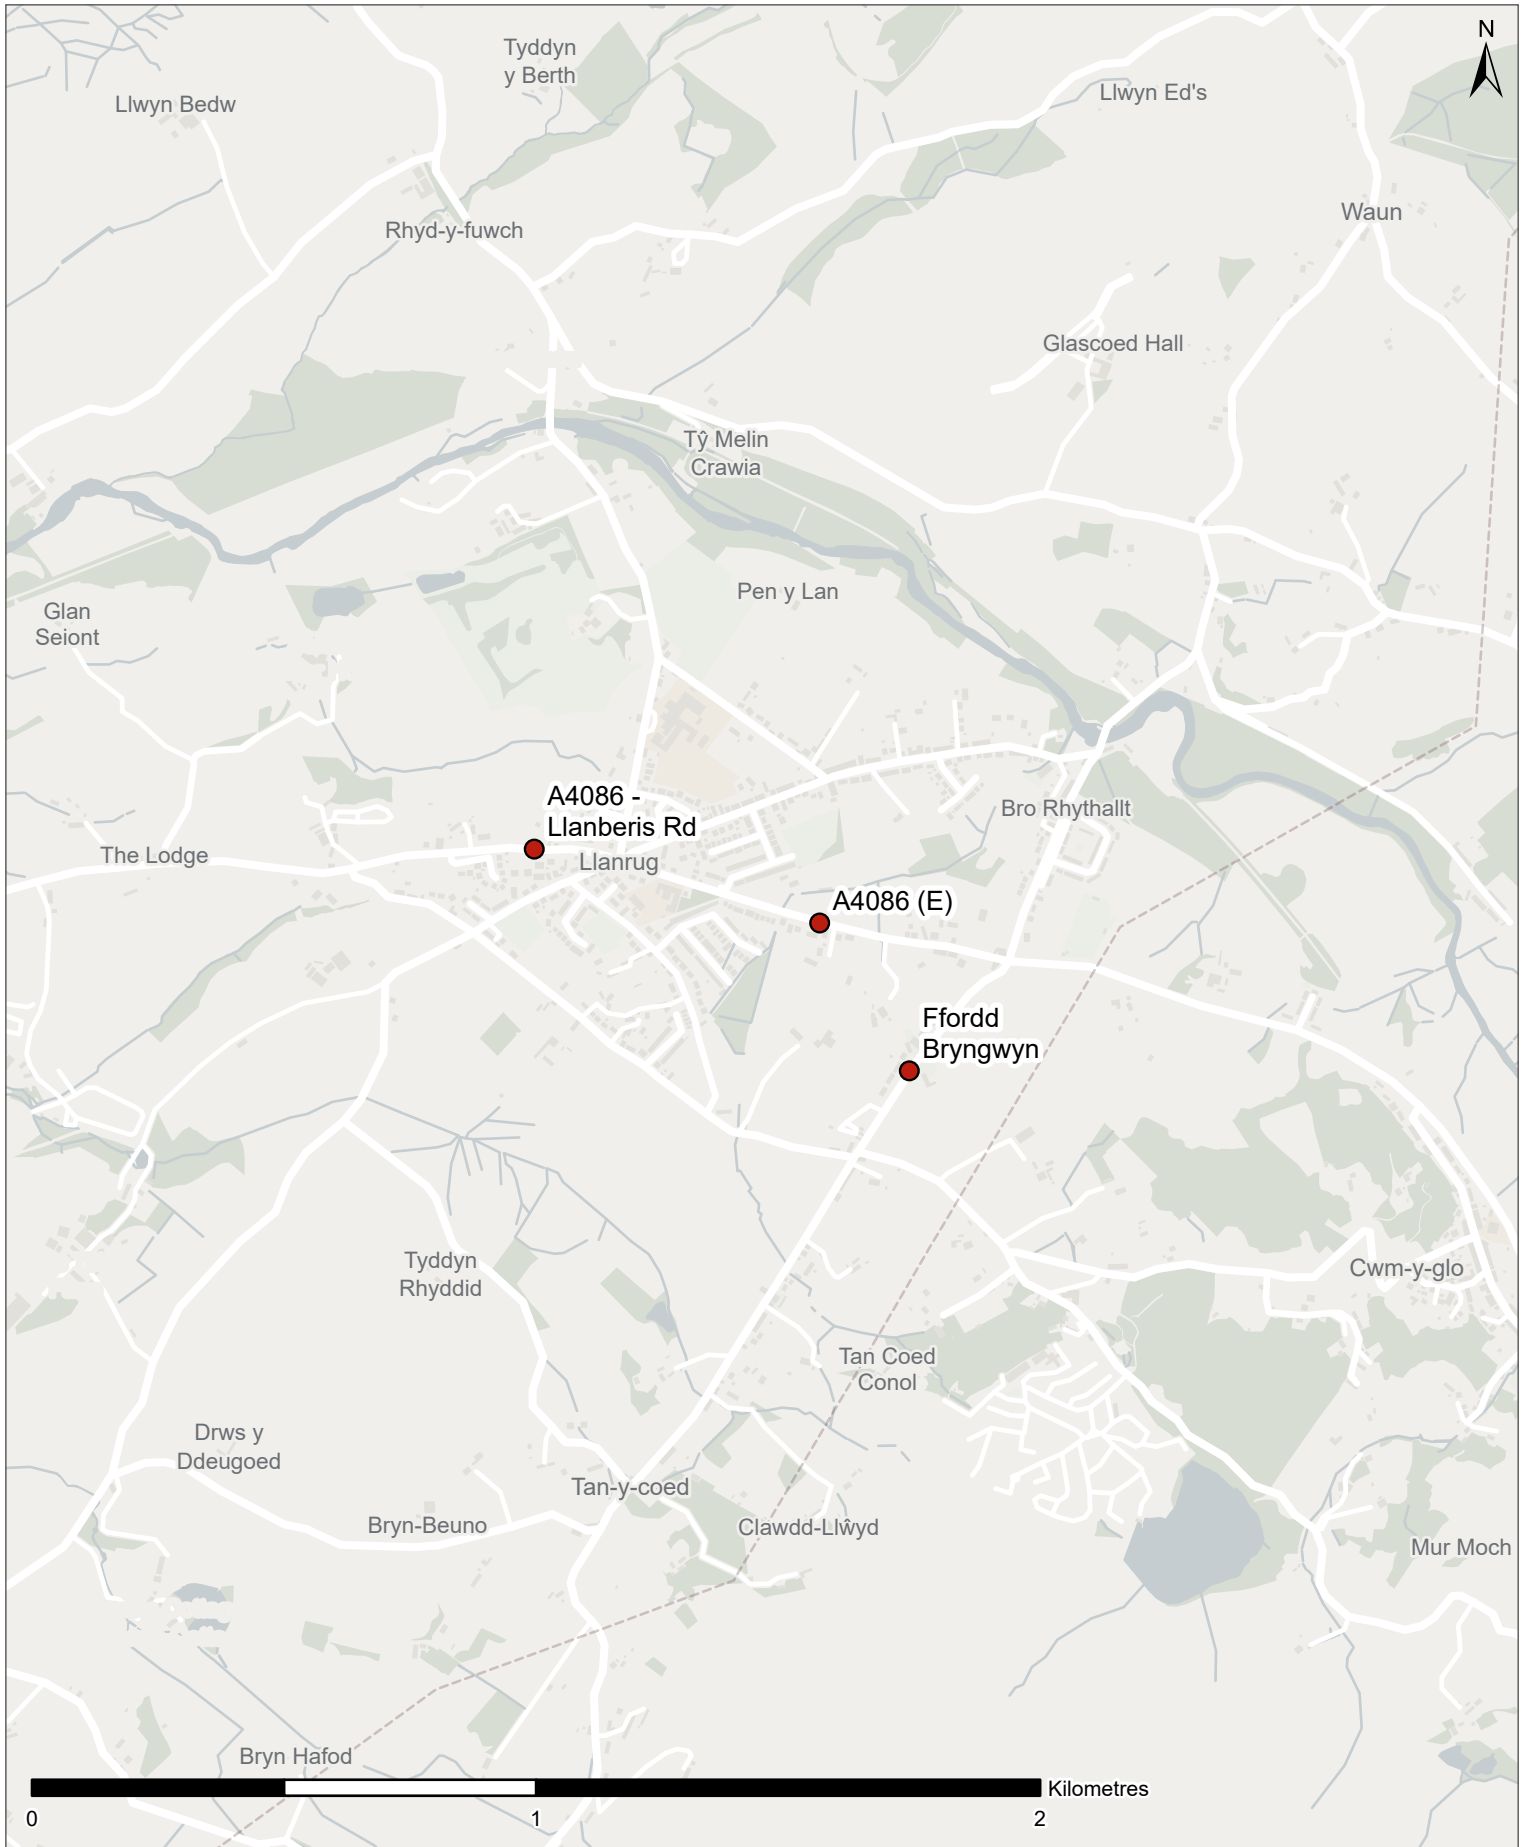 N
Tyddyn
y Berth
Llwyn Bedw
Llwyn Ed's
Rhyd-y-fuwch
Waun
Glascoed Hall
Tŷ Melin
Crawia
Pen y Lan
Glan
Seiont
A4086 -
Llanberis Rd
Bro Rhythallt
The Lodge
Llanrug
A4086 (E)
Ffordd
Bryngwyn
Tyddyn
Rhyddid
Cwm-y-glo
Tan Coed
Conol
Drws y
Ddeugoed
Tan-y-coed
Bryn-Beuno
Clawdd-Llŵyd
Mur Moch
Bryn Hafod
Kilometres
0
1
2